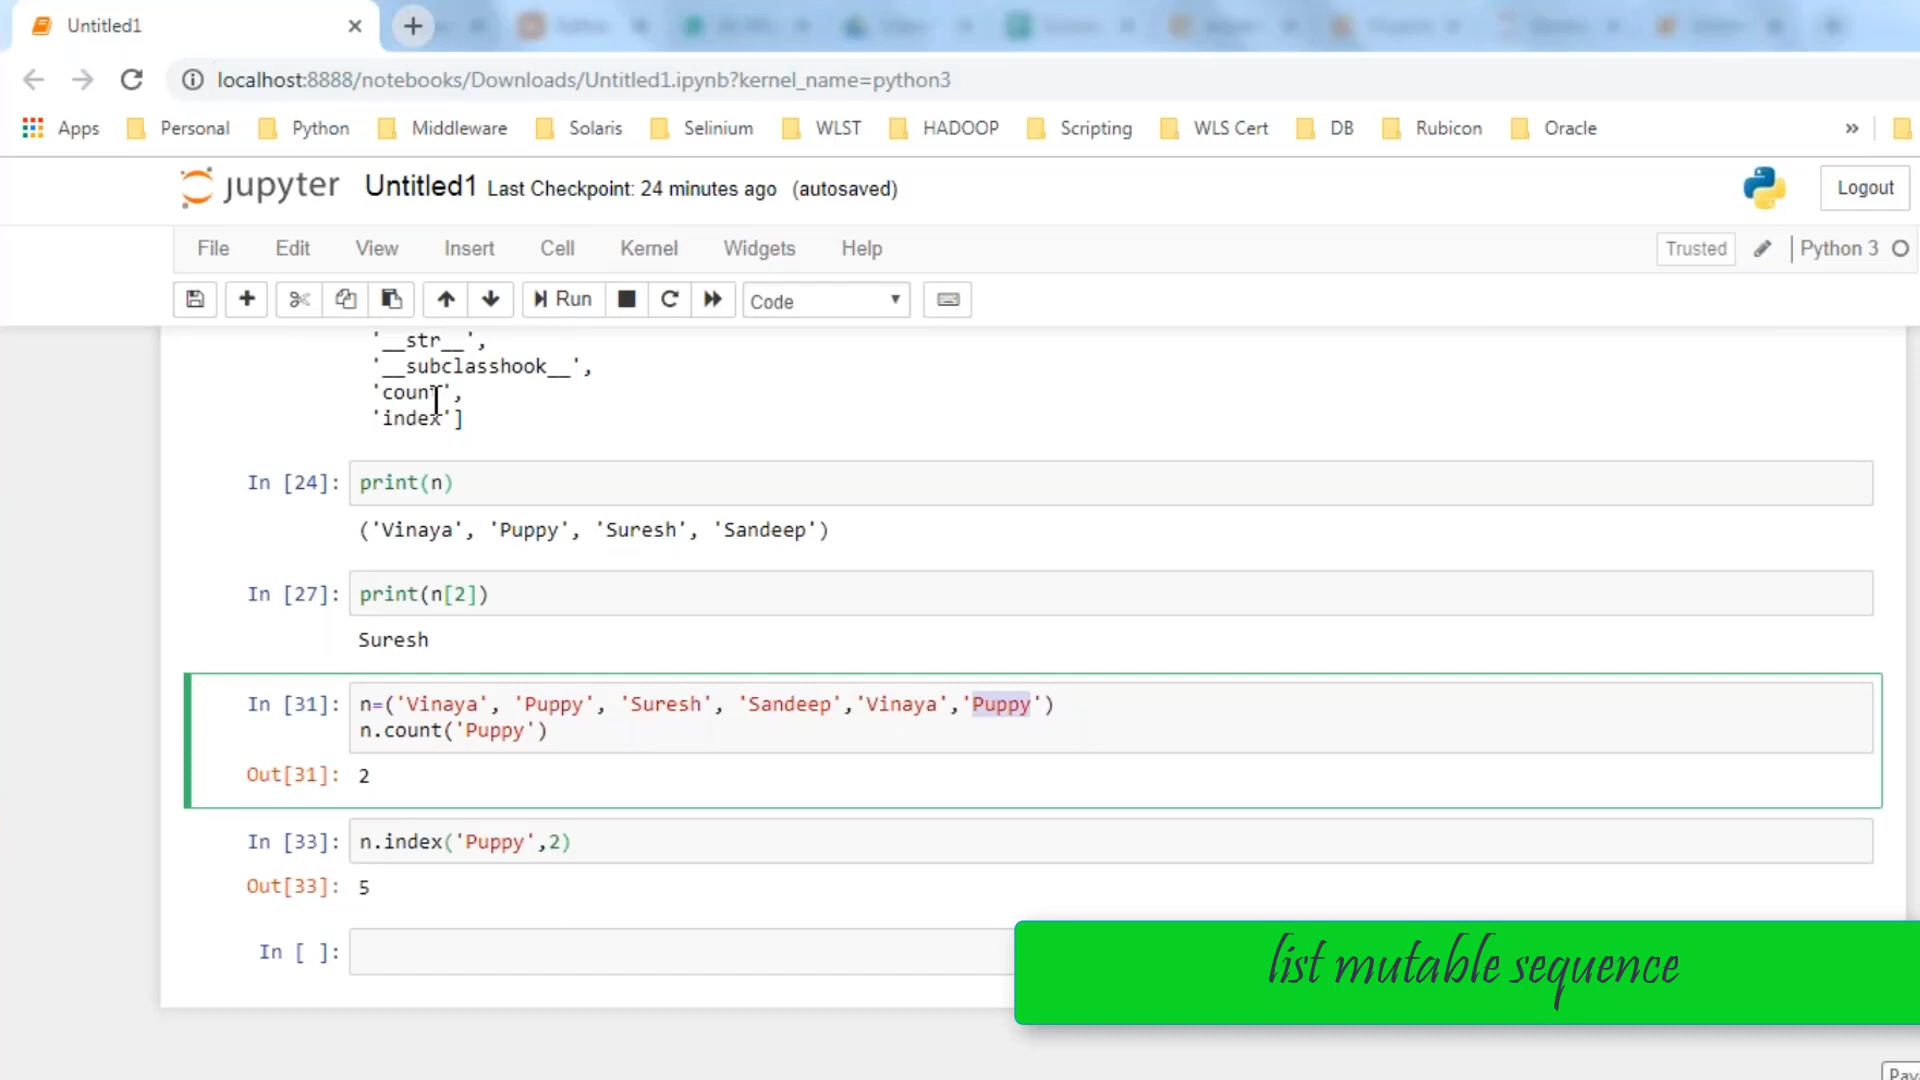 Untitled1
localhost:8888/notebooks/Downloads/Untitled1.ipynb?kernel_name=python3
Apps Personal Python Middleware Solaris Selinium WLST HADOOP Scripting WLS Cert DB Rubicon Oracle »
jupyter Untitled1 Last Checkpoint: 24 minutes ago (autosaved) Logout
File Edit View Insert Cell Kernel Widgets Help Trusted Python 3
Run Code
'__str__',
'__subclasshook__',
'count',
'index']
In [24]: print(n)
('Vinaya', 'Puppy', 'Suresh', 'Sandeep')
In [27]: print(n[2])
Suresh
In [31]: n=('Vinaya', 'Puppy', 'Suresh', 'Sandeep','Vinaya','Puppy')
n.count('Puppy')
Out[31]: 2
In [33]: n.index('Puppy',2)
Out[33]: 5
In [ ]:
list mutable sequence